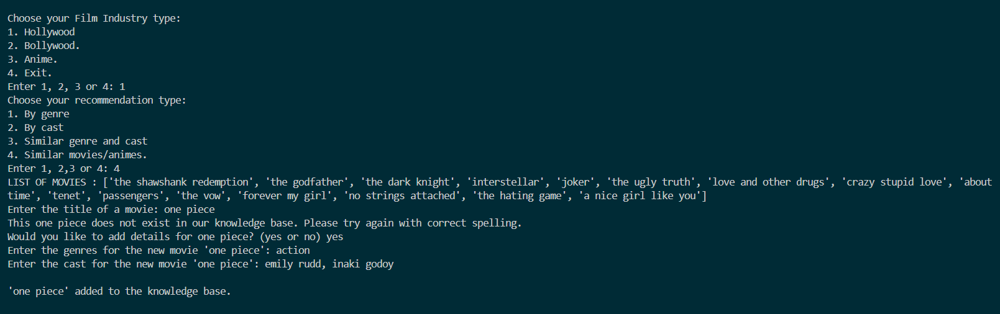 Choose your Film Industry type:
1. Hollywood
2. Bollywood.
3. Anime.
4. Exit.
Enter 1, 2, 3 or 4: 1
Choose your recommendation type:
1. By genre
2. By cast
3. Similar genre and cast
4. Similar movies/animes.
Enter 1, 2,3 or 4: 4
LIST OF MOVIES : ['the shawshank redemption', 'the godfather', 'the dark knight', 'interstellar', 'joker', 'the ugly truth', 'love and other drugs', 'crazy stupid love', 'about
time', 'tenet', 'passengers', 'the vow', 'forever my girl', 'no strings attached', 'the hating game', 'a nice girl like you']
Enter the title of a movie: one piece
This one piece does not exist in our knowledge base. Please try again with correct spelling.
Would you like to add details for one piece? (yes or no) yes
Enter the genres for the new movie 'one piece': action
Enter the cast for the new movie 'one piece': emily rudd, inaki godoy
'one piece' added to the knowledge base.